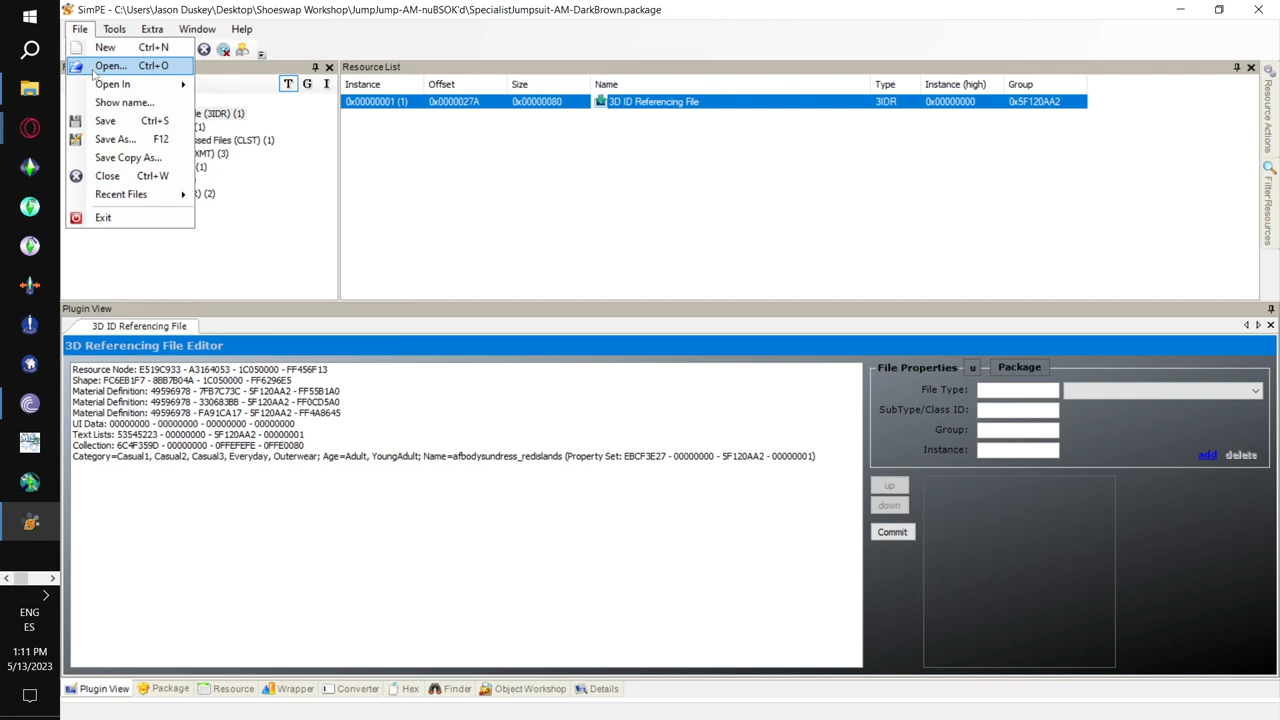 SimPE - C:\Users\Jason Duskey\Desktop\Shoeswap Workshop\JumpJump-AM-nuBSOK'd\SpecialistJumpsuit-AM-DarkBrown.package
File Tools Extra Window Help
New Ctrl+N
Open... Ctrl+O
Open In
Show name...
Save Ctrl+S
Save As... F12
Save Copy As...
Close Ctrl+W
Recent Files
Exit
T G I
e (3IDR) (1)
(1)
ssed Files (CLST) (1)
XMT) (3)
(1)
R) (2)
Resource List
Instance Offset Size Name Type Instance (high) Group
0x00000001 (1) 0x0000027A 0x00000080 3D ID Referencing File 3IDR 0x00000000 0x5F120AA2
Resource Actions
Filter Resources
Plugin View
3D ID Referencing File
3D Referencing File Editor
Resource Node: E519C933 - A3164053 - 1C050000 - FF456F13
Shape: FC6EB1F7 - 8BB7B04A - 1C050000 - FF6296E5
Material Definition: 49596978 - 7FB7C73C - 5F120AA2 - FF55B1A0
Material Definition: 49596978 - 330683BB - 5F120AA2 - FF0CD5A0
Material Definition: 49596978 - FA91CA17 - 5F120AA2 - FF4A8645
UI Data: 00000000 - 00000000 - 00000000 - 00000000
Text Lists: 53545223 - 00000000 - 5F120AA2 - 00000001
Collection: 6C4F359D - 00000000 - 0FFEFEFE - 0FFE0080
Category=Casual1, Casual2, Casual3, Everyday, Outerwear; Age=Adult, YoungAdult; Name=afbodysundress_redislands (Property Set: EBCF3E27 - 00000000 - 5F120AA2 - 00000001)
File Properties u Package
File Type:
SubType/Class ID:
Group:
Instance:
add delete
up
down
Commit
Plugin View Package Resource Wrapper Converter Hex Finder Object Workshop Details
ENG
ES
1:11 PM
5/13/2023